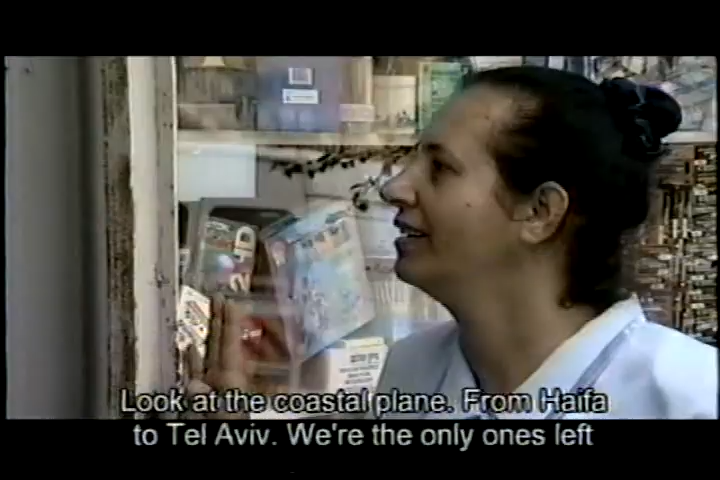 Look at the coastal plane. From Haifa
to Tel Aviv. We're the only ones left